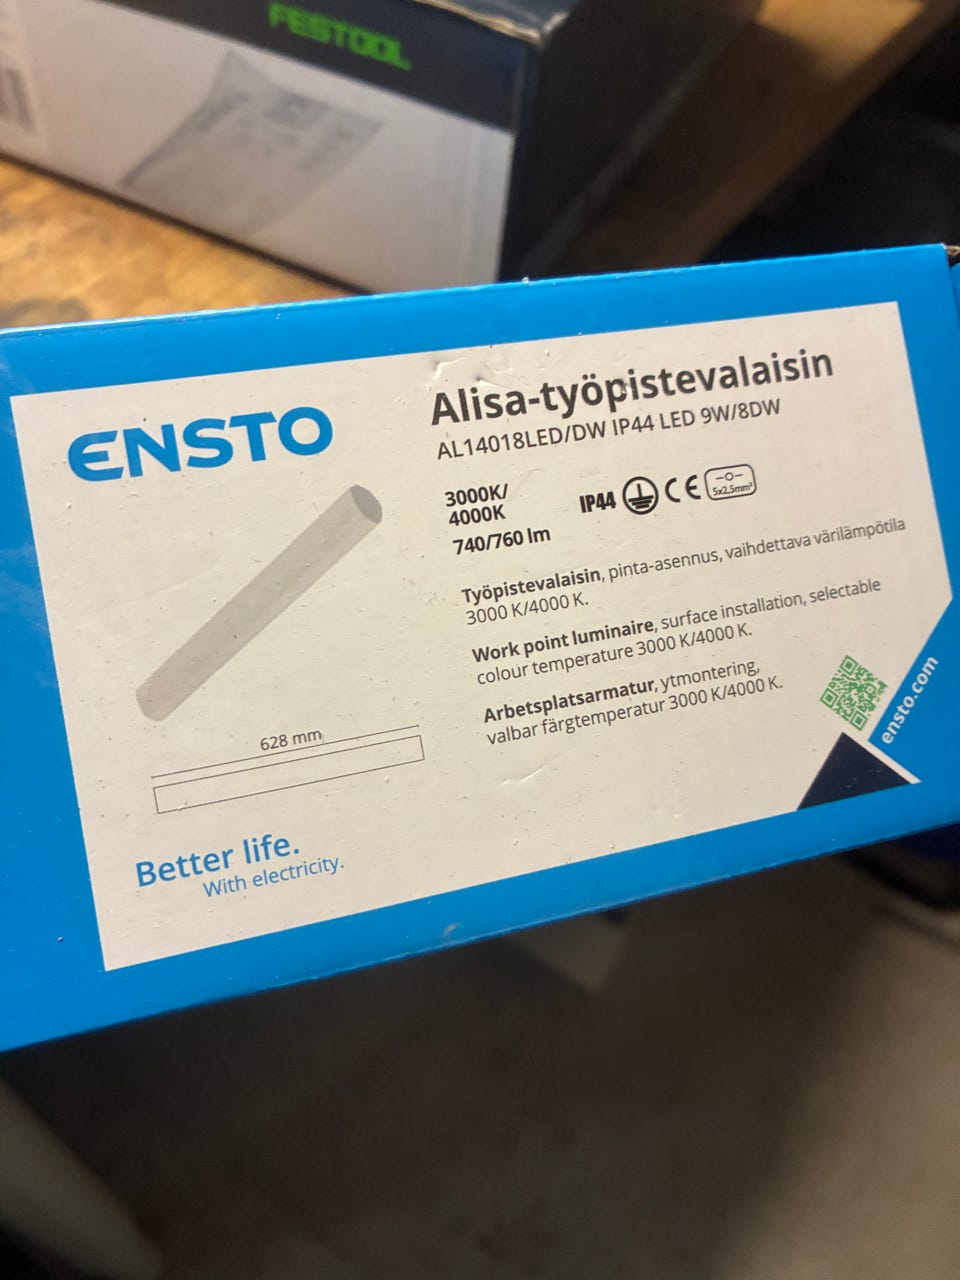 FESTOOL
ENSTO
Alisa-työpistevalaisin
AL14018LED/DW IP44 LED 9W/8DW
3000K/
4000K
740/760 lm
IP44 CE 5x2,5mm²
Työpistevalaisin, pinta-asennus, vaihdettava värilämpötila
3000 K/4000 K.
Work point luminaire, surface installation, selectable
colour temperature 3000 K/4000 K.
Arbetsplatsarmatur, ytmontering,
valbar färgtemperatur 3000 K/4000 K.
628 mm
ensto.com
Better life.
With electricity.